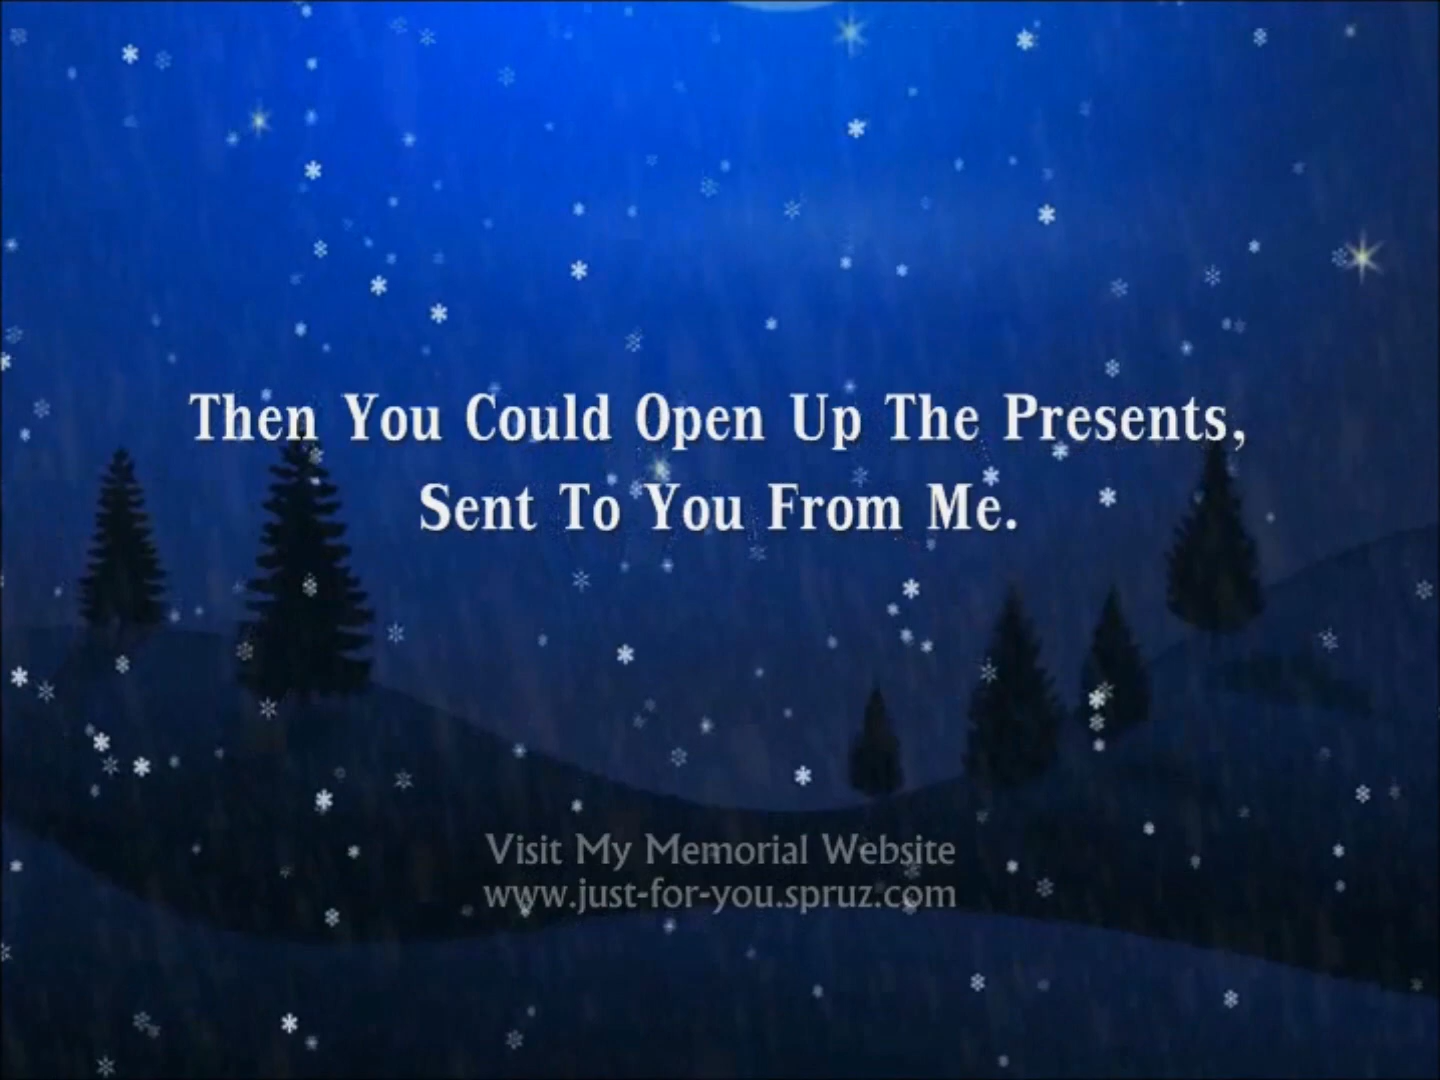 Then You Could Open Up The Presents,
Sent To You From Me.
Visit My Memorial Website
www.just-for-you.spruz.com